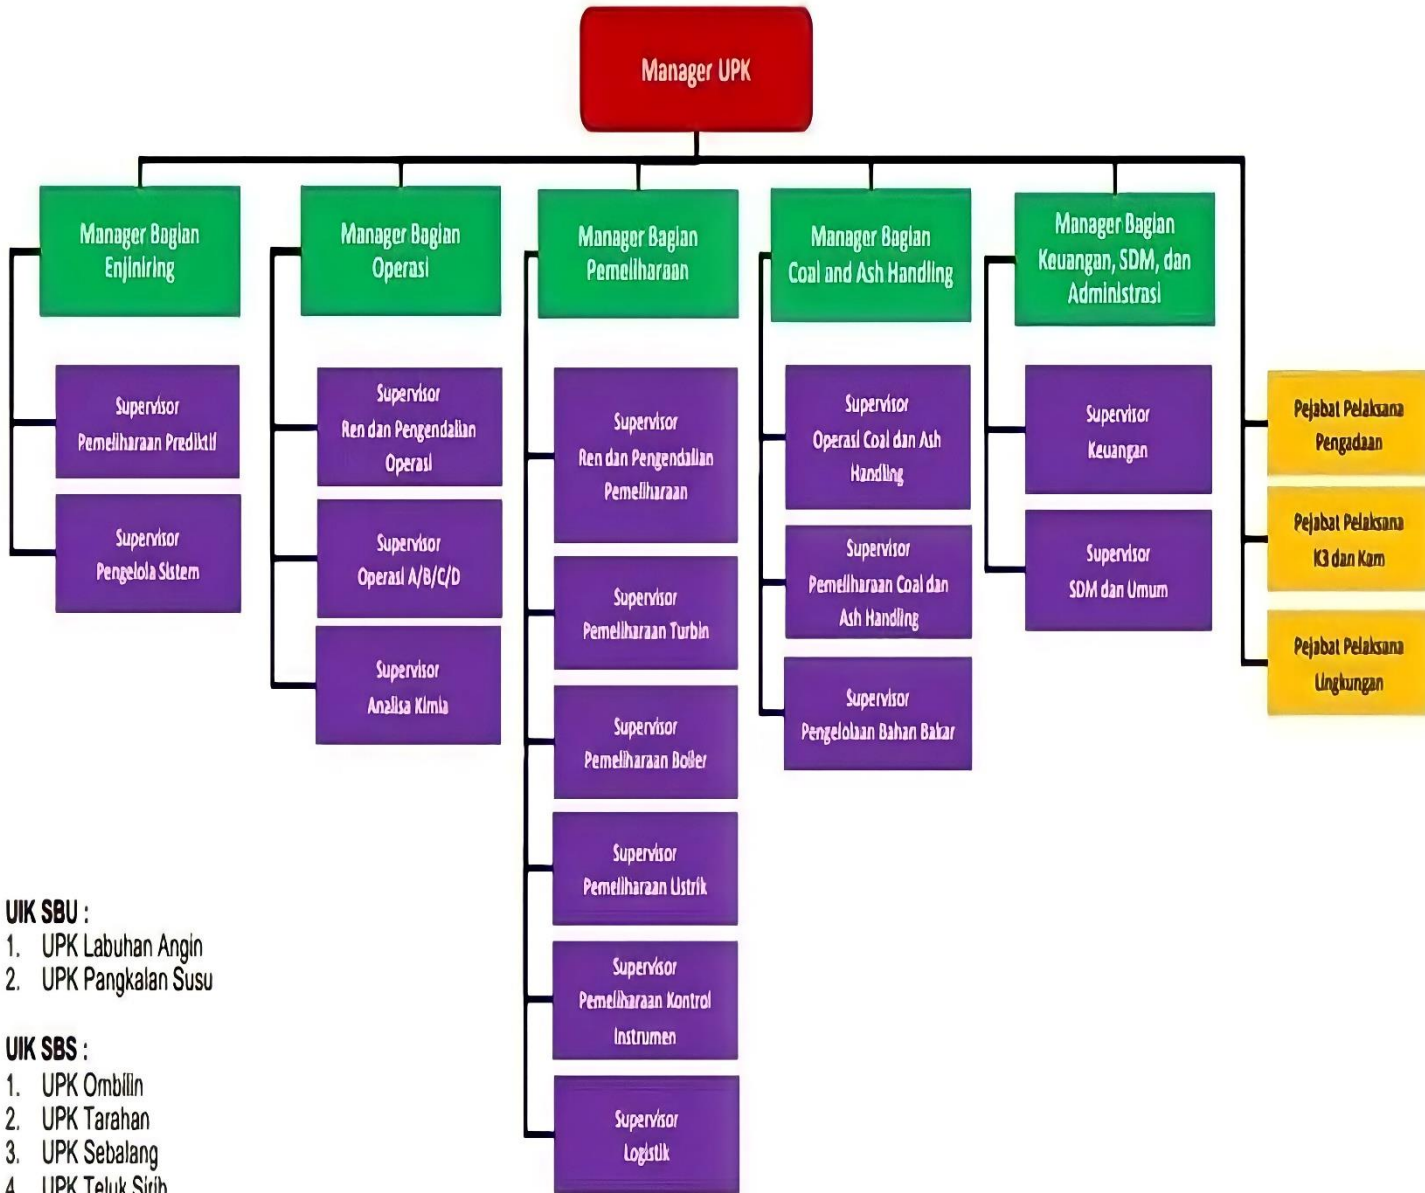 Manager UPK
Manager Bagian
Enjiniring
Manager Bagian
Operasi
Manager Bagian
Pemeliharaan
Manager Bagian
Coal and Ash Handling
Manager Bagian
Keuangan, SDM, dan
Administrasi
Supervisor
Pemeliharaan Prediktif
Supervisor
Pengelola Sistem
Supervisor
Ren dan Pengendalian
Operasi
Supervisor
Operasi A/B/C/D
Supervisor
Analisa Kimia
Supervisor
Ren dan Pengendalian
Pemeliharaan
Supervisor
Pemeliharaan Turbin
Supervisor
Pemeliharaan Boiler
Supervisor
Pemeliharaan Listrik
Supervisor
Pemeliharaan Kontrol
Instrumen
Supervisor
Logistik
Supervisor
Operasi Coal dan Ash
Handling
Supervisor
Pemeliharaan Coal dan
Ash Handling
Supervisor
Pengelolaan Bahan Bakar
Supervisor
Keuangan
Supervisor
SDM dan Umum
Pejabat Pelaksana
Pengadaan
Pejabat Pelaksana
K3 dan Kam
Pejabat Pelaksana
Lingkungan
UIK SBU :
1. UPK Labuhan Angin
2. UPK Pangkalan Susu
UIK SBS :
1. UPK Ombilin
2. UPK Tarahan
3. UPK Sebalang
4. UPK Teluk Sirih